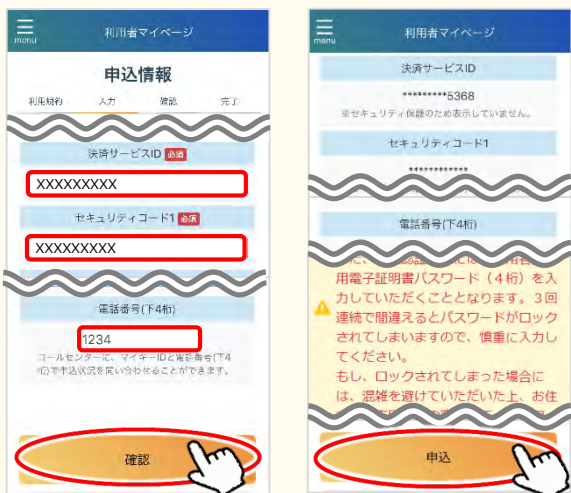 menu
利用者マイページ
申込情報
利用規約 入力 確認 完了
決済サービスID 必須
XXXXXXXXX
セキュリティコード1 必須
XXXXXXXXX
電話番号(下4桁)
1234
コールセンターに、マイキーIDと電話番号(下4
桁)で申込状況を問い合わせることができます。
確認
menu
利用者マイページ
決済サービスID
*********5368
※セキュリティ保護のため表示していません。
セキュリティコード1
************
電話番号(下4桁)
用電子証明書パスワード(4桁)を入
力していただくこととなります。3回
連続で間違えるとパスワードがロック
されてしまいますので、慎重に入力し
てください。
もし、ロックされてしまった場合に
は、混雑を避けていただいた上、お住
申込